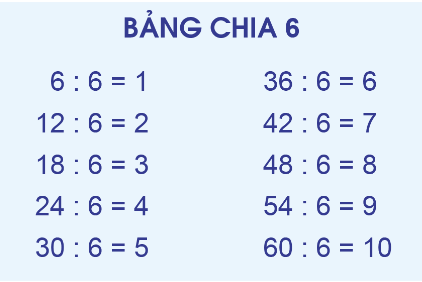 BẢNG CHIA 6
6 : 6 = 1
12 : 6 = 2
18 : 6 = 3
24 : 6 = 4
30 : 6 = 5
36 : 6 = 6
42 : 6 = 7
48 : 6 = 8
54 : 6 = 9
60 : 6 = 10